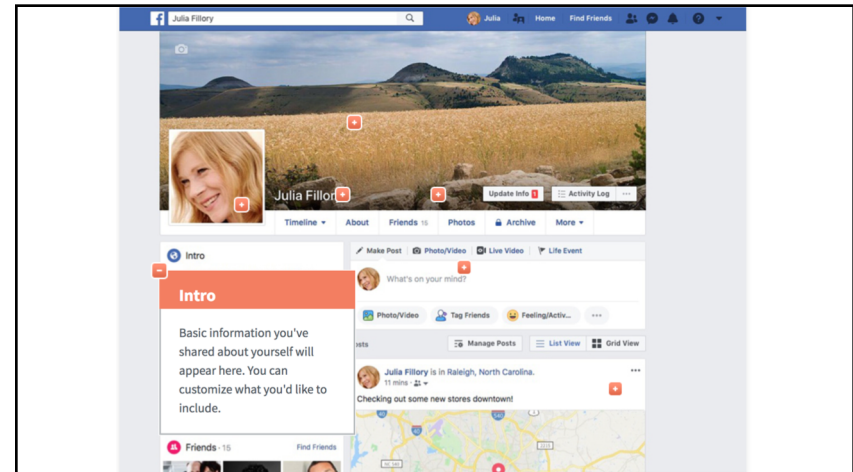 f Julia Fillory Julia Home Find Friends
Julia Fillor
Update Info 1 Activity Log ...
Timeline About Friends 15 Photos Archive More
Intro
Make Post Photo/Video Live Video Life Event
What's on your mind?
Intro
Basic information you've
shared about yourself will
appear here. You can
customize what you'd like to
include.
Photo/Video Tag Friends Feeling/Activ... ...
osts Manage Posts List View Grid View
Julia Fillory is in Raleigh, North Carolina. ...
11 mins ·
Checking out some new stores downtown!
Friends · 15 Find Friends